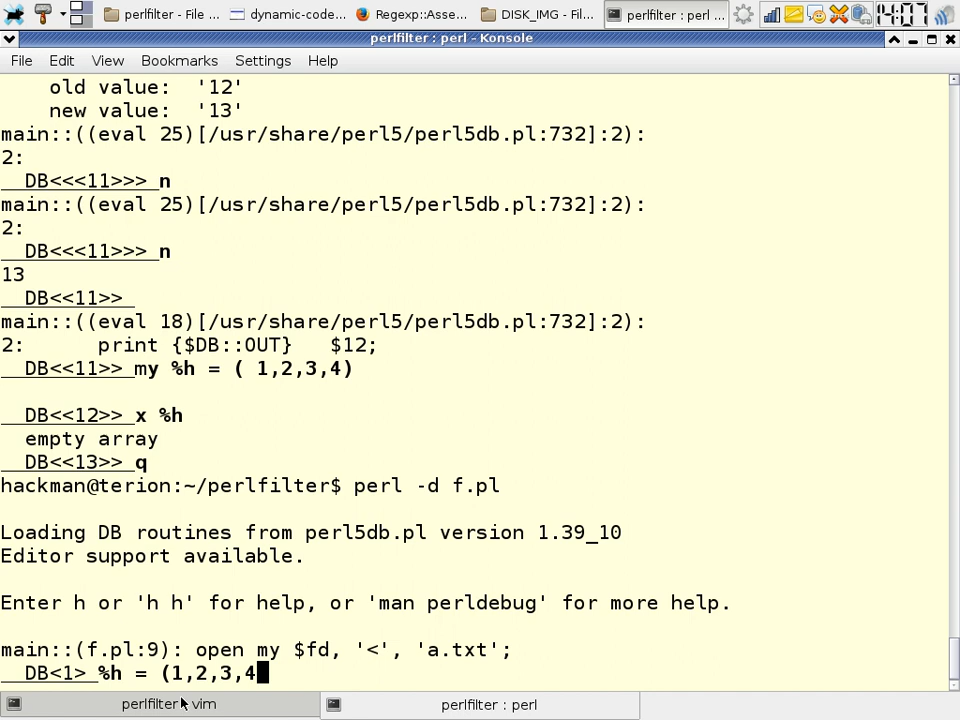 perlfilter - File ...
dynamic-code...
Regexp::Asse...
DISK_IMG - Fil...
perlfilter : perl ...
14:07
perlfilter : perl - Konsole
File Edit View Bookmarks Settings Help
old value: '12'
new value: '13'
main::((eval 25)[/usr/share/perl5/perl5db.pl:732]:2):
2:
DB<<<11>>> n
main::((eval 25)[/usr/share/perl5/perl5db.pl:732]:2):
2:
DB<<<11>>> n
13
DB<<11>>
main::((eval 18)[/usr/share/perl5/perl5db.pl:732]:2):
2:      print {$DB::OUT}   $12;
DB<<11>> my %h = ( 1,2,3,4)
DB<<12>> x %h
empty array
DB<<13>> q
hackman@terion:~/perlfilter$ perl -d f.pl
Loading DB routines from perl5db.pl version 1.39_10
Editor support available.
Enter h or 'h h' for help, or 'man perldebug' for more help.
main::(f.pl:9): open my $fd, '<', 'a.txt';
DB<1> %h = (1,2,3,4
perlfilter : vim
perlfilter : perl